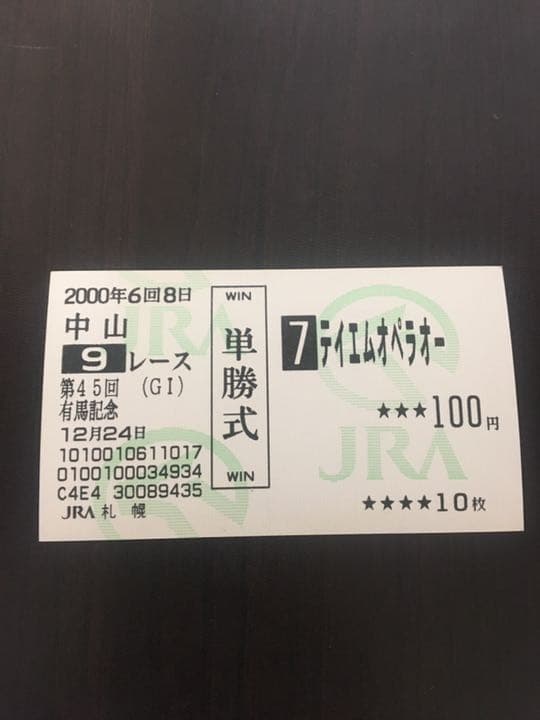 2000年6回8日
中山
9レース
第45回 (GI)
有馬記念
12月24日
1010010611017
0100100034934
C4E4 30089435
JRA 札 幌
WIN
単勝式
WIN
7 テイエムオペラオー
★★★100円
★★★★10枚
JRA
JRA